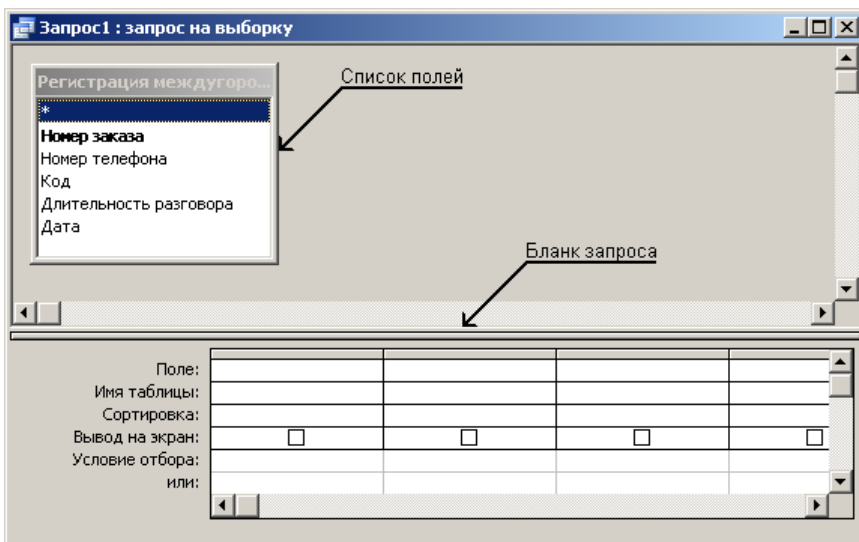 Запрос1 : запрос на выборку
Регистрация междугоро...
Список полей
*
Номер заказа
Номер телефона
Код
Длительность разговора
Дата
Бланк запроса
Поле:
Имя таблицы:
Сортировка:
Вывод на экран:
Условие отбора:
или: